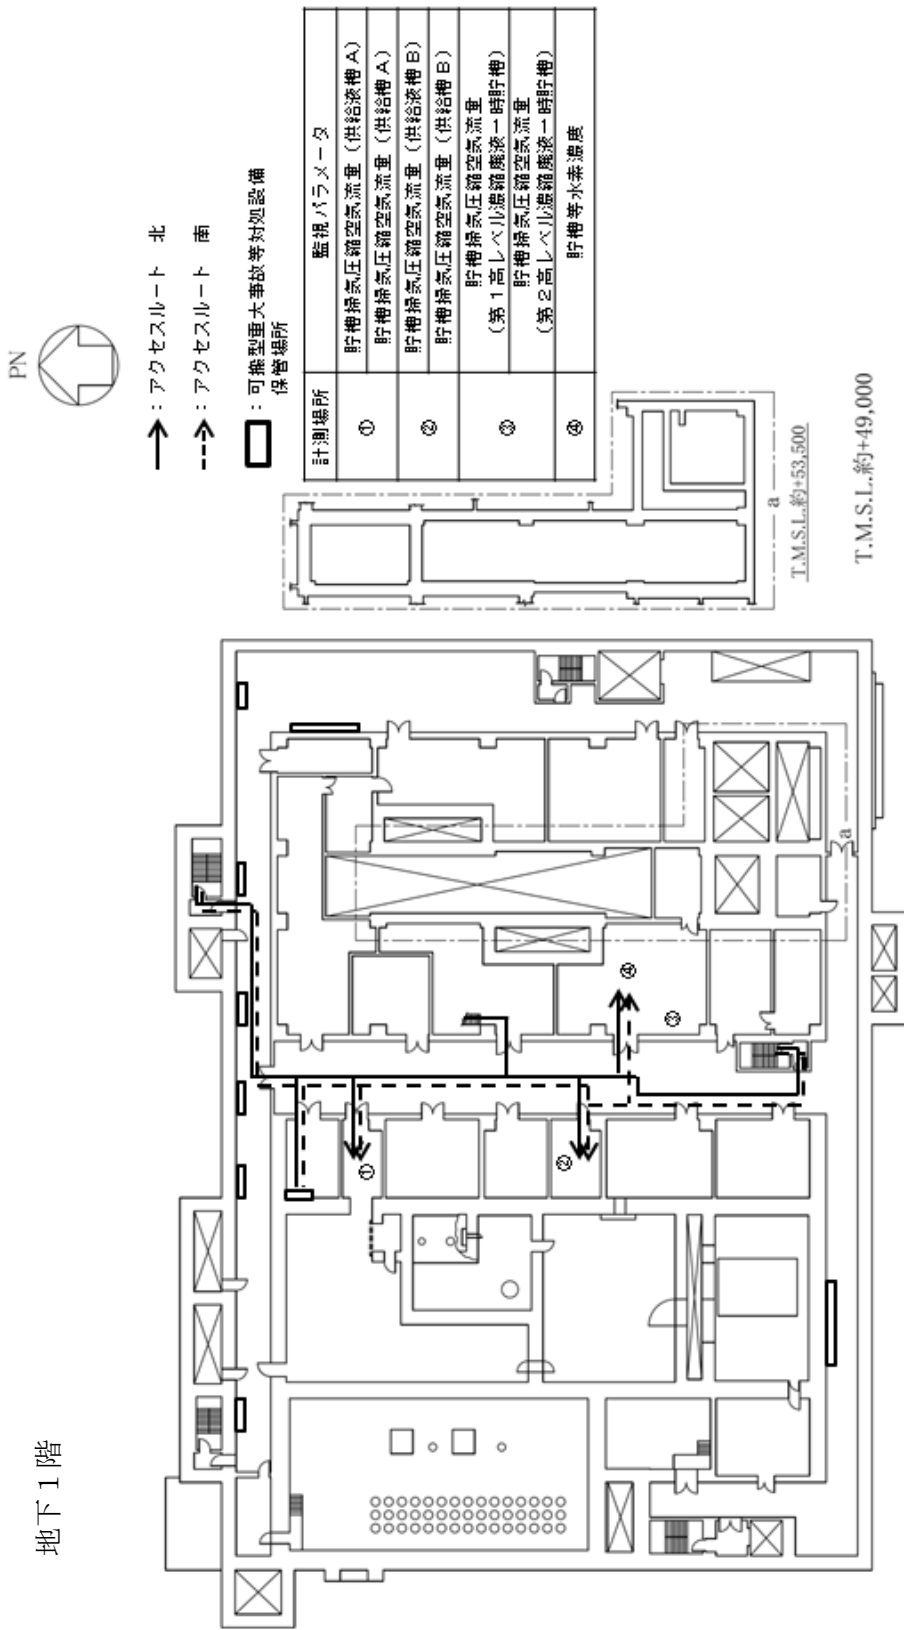 地下1階
PN
→：アクセスルート 北
⇢：アクセスルート 南
：可搬型重大事故等対処設備
保管場所
計測場所 監視パラメータ
① 貯槽掃気圧縮空気流量（供給液槽A）
貯槽掃気圧縮空気流量（供給槽A）
② 貯槽掃気圧縮空気流量（供給液槽B）
貯槽掃気圧縮空気流量（供給槽B）
③ 貯槽掃気圧縮空気流量
（第1高レベル濃縮廃液一時貯槽）
貯槽掃気圧縮空気流量
（第2高レベル濃縮廃液一時貯槽）
④ 貯槽等水素濃度
①
②
③
④
a
a
T.M.S.L.約+53,500
T.M.S.L.約+49,000